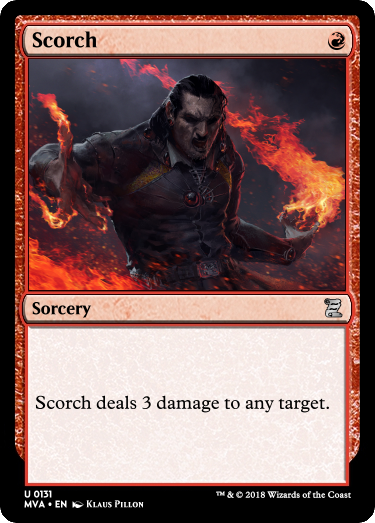 Scorch
Sorcery
Scorch deals 3 damage to any target.
U 0131
MVA • EN KLAUS PILLON
™ & © 2018 Wizards of the Coast